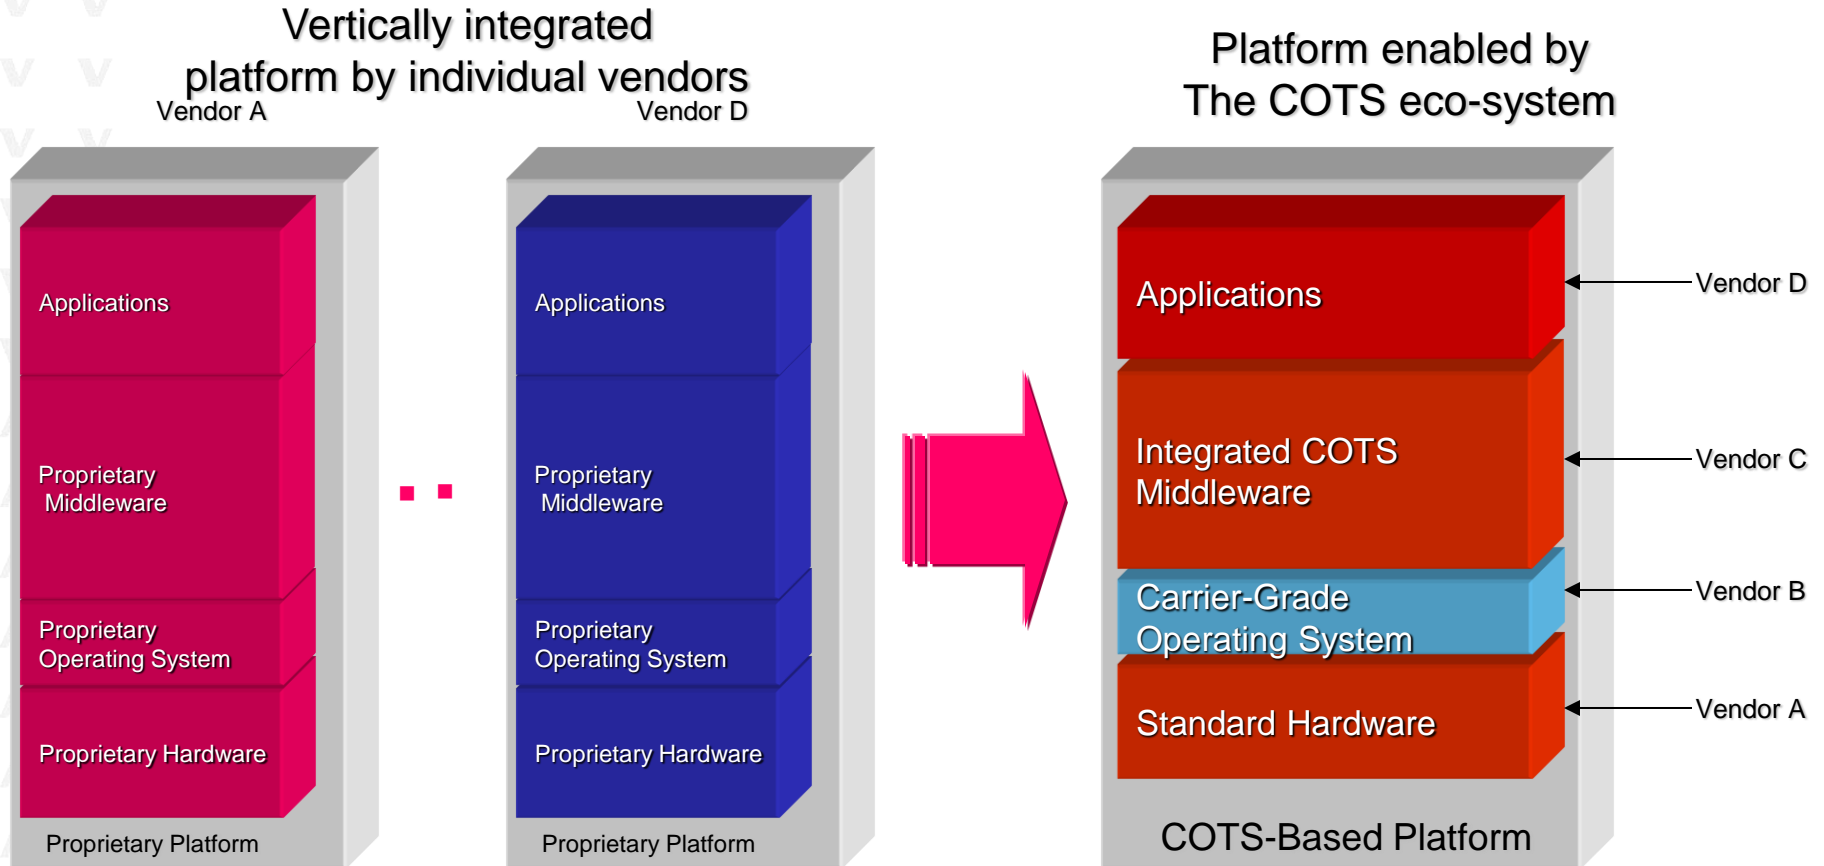 Vertically integrated
platform by individual vendors
Vendor A
Vendor D
Applications
Proprietary
Middleware
Proprietary
Operating System
Proprietary Hardware
Proprietary Platform
Applications
Proprietary
Middleware
Proprietary
Operating System
Proprietary Hardware
Proprietary Platform
Platform enabled by
The COTS eco-system
Applications
Integrated COTS
Middleware
Carrier-Grade
Operating System
Standard Hardware
COTS-Based Platform
Vendor D
Vendor C
Vendor B
Vendor A